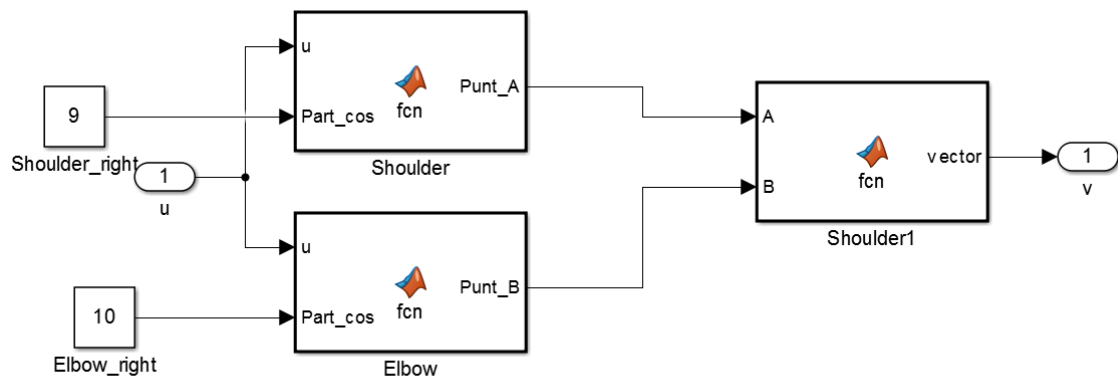 9
Shoulder_right
1
u
u
Part_cos
fcn
Punt_A
Shoulder
10
Elbow_right
u
Part_cos
fcn
Punt_B
Elbow
A
B
fcn
vector
Shoulder1
1
v